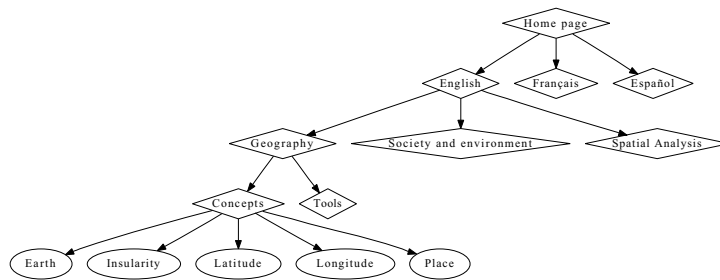 Home page
English
Français
Español
Geography
Society and environment
Spatial Analysis
Concepts
Tools
Earth
Insularity
Latitude
Longitude
Place